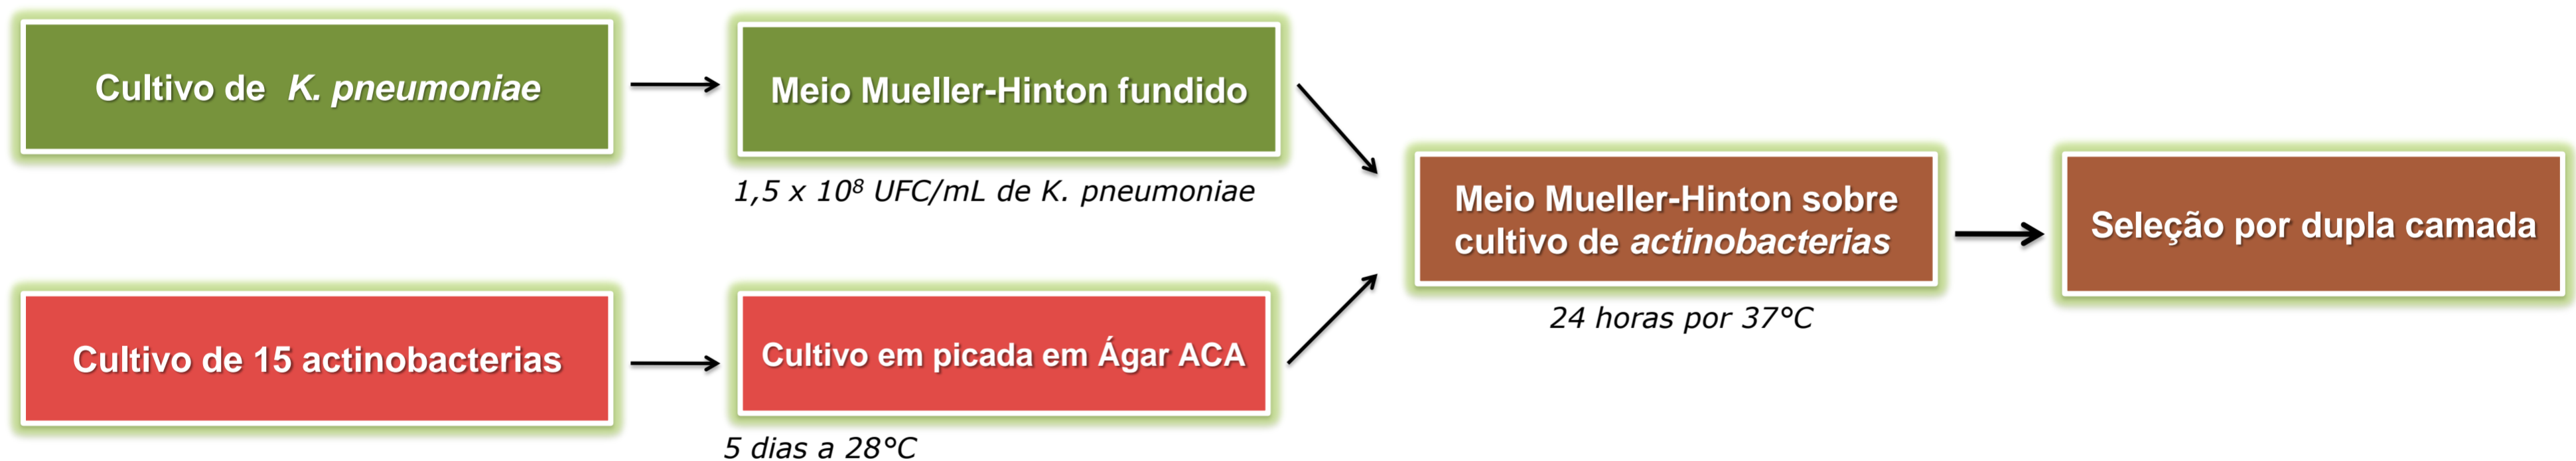 Cultivo de K. pneumoniae
Meio Mueller-Hinton fundido
1,5 x 10⁸ UFC/mL de K. pneumoniae
Cultivo de 15 actinobacterias
Cultivo em picada em Ágar ACA
5 dias a 28°C
Meio Mueller-Hinton sobre
cultivo de actinobacterias
24 horas por 37°C
Seleção por dupla camada